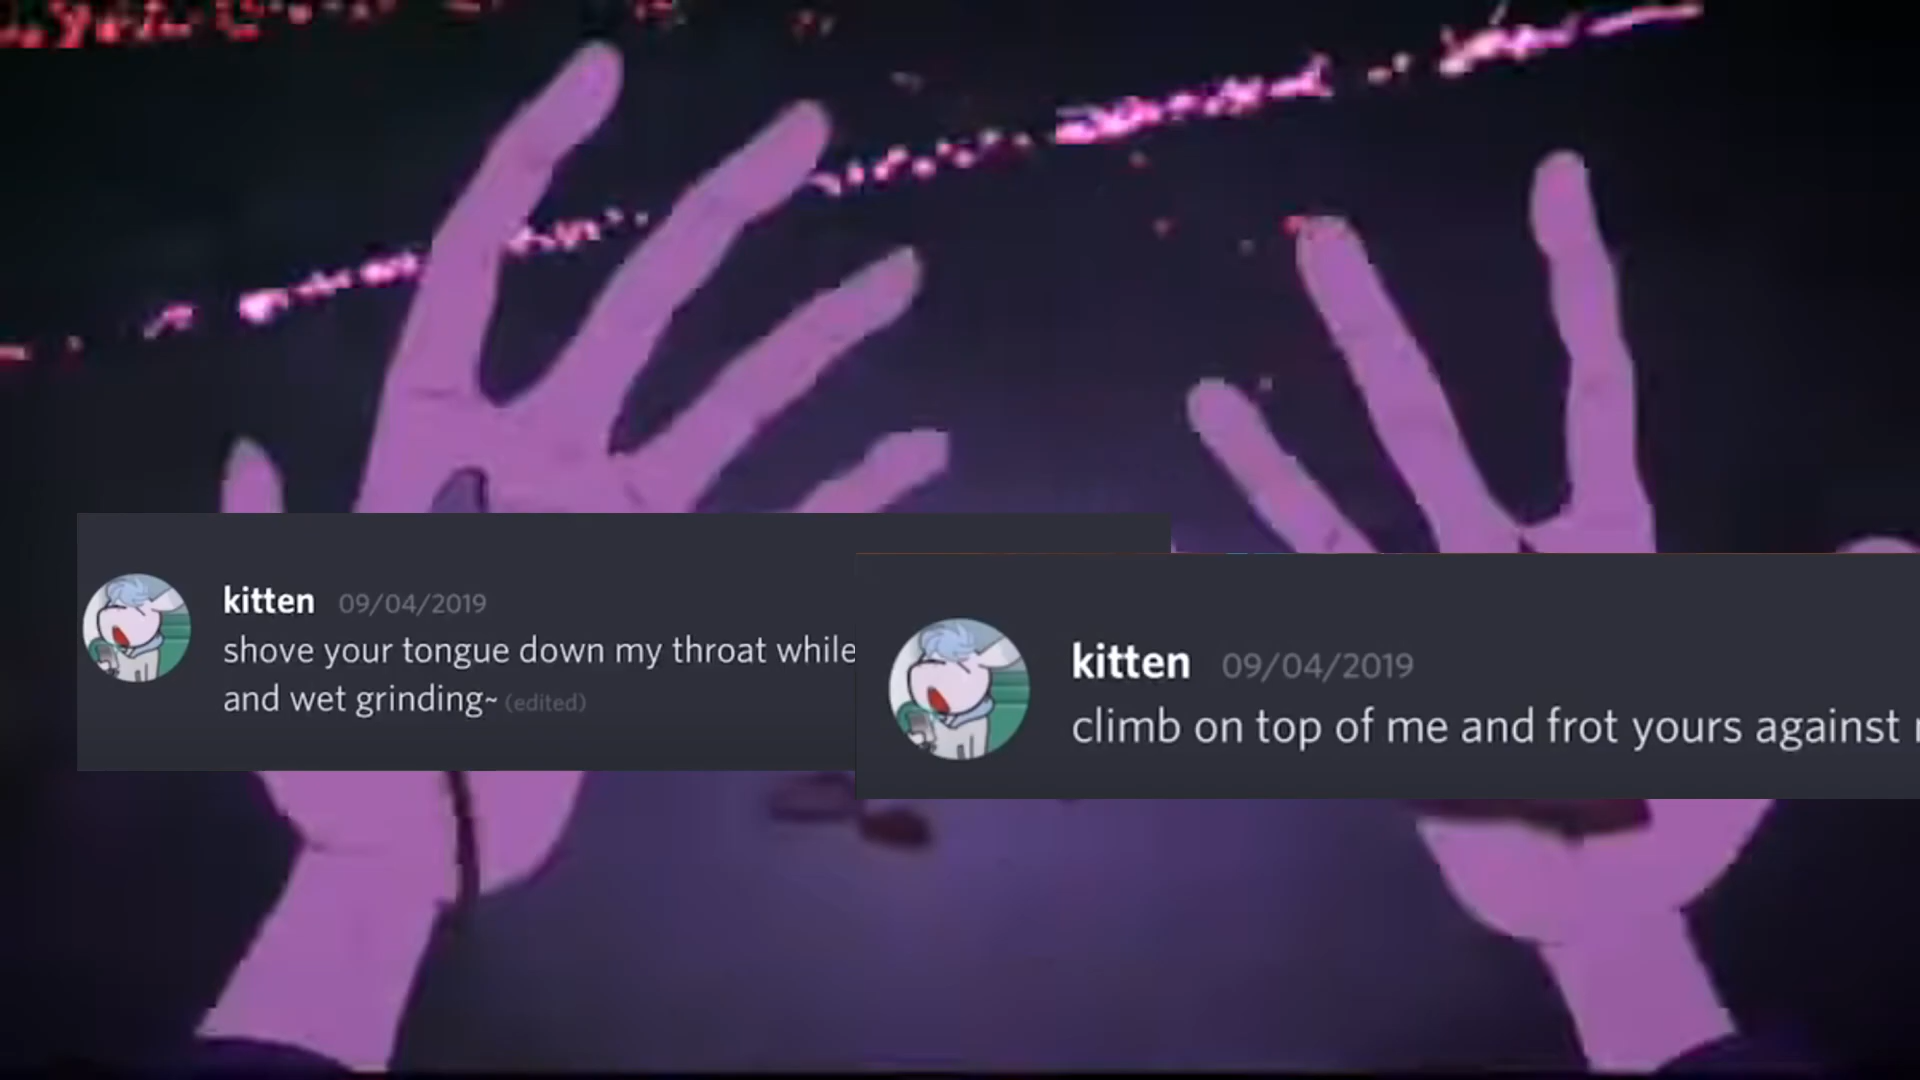 kitten 09/04/2019
shove your tongue down my throat while
and wet grinding~ (edited)
kitten 09/04/2019
climb on top of me and frot yours against